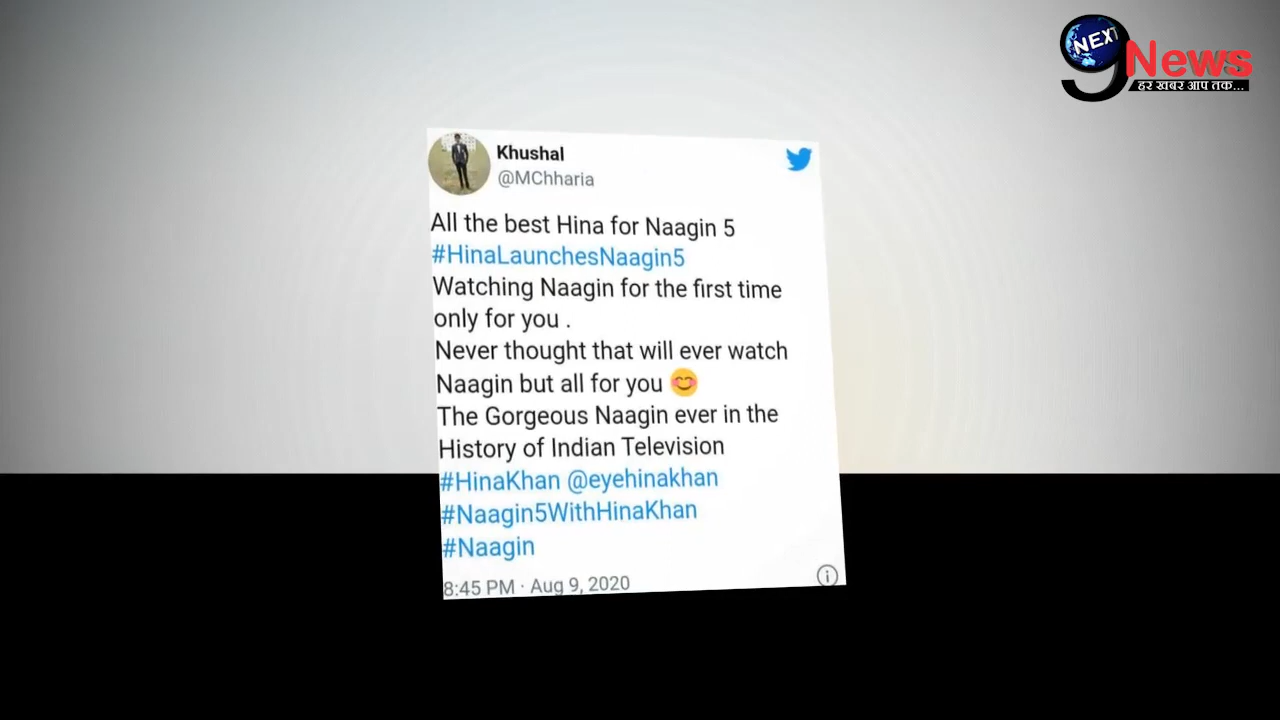 NEXT
9 News
हर खबर आप तक...
Khushal
@MChharia
All the best Hina for Naagin 5
#HinaLaunchesNaagin5
Watching Naagin for the first time
only for you .
Never thought that will ever watch
Naagin but all for you 😊
The Gorgeous Naagin ever in the
History of Indian Television
#HinaKhan @eyehinakhan
#Naagin5WithHinaKhan
#Naagin
8:45 PM · Aug 9, 2020